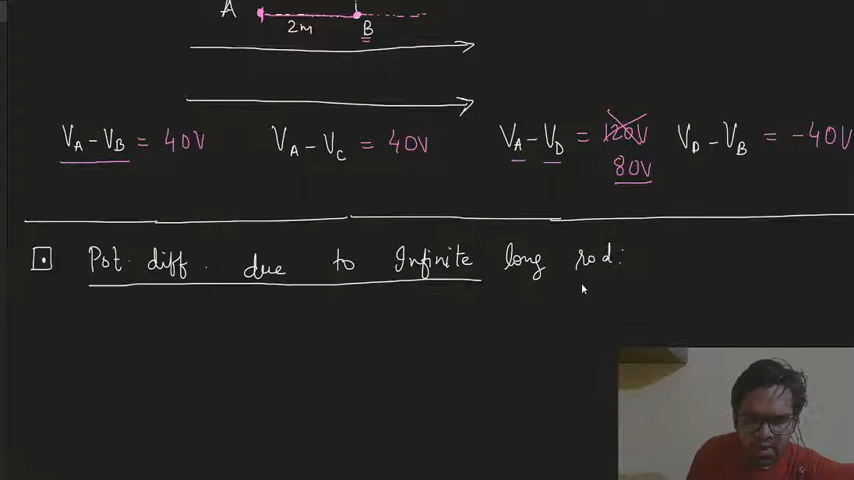 A
2m
B
V_A - V_B = 40V V_A - V_C = 40V V_A - V_D = 120V V_D - V_B = -40V
80V
Pot. diff. due to Infinite long rod: